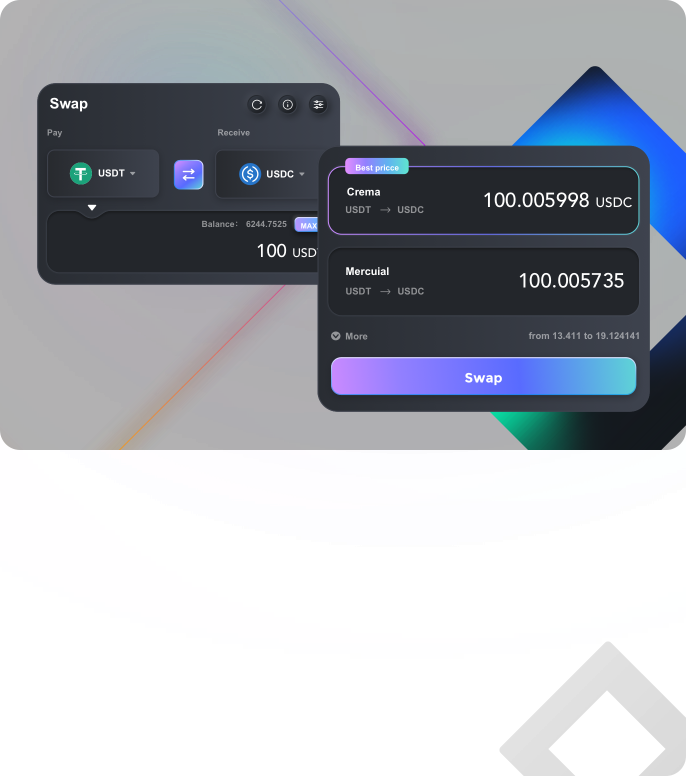 Swap
Pay
Receive
USDT
USDC
Balance: 6244.7525 MAX
100 USDT
Best pricce
Crema
USDT → USDC
100.005998 USDC
Mercuial
USDT → USDC
100.005735
More
from 13.411 to 19.124141
Swap